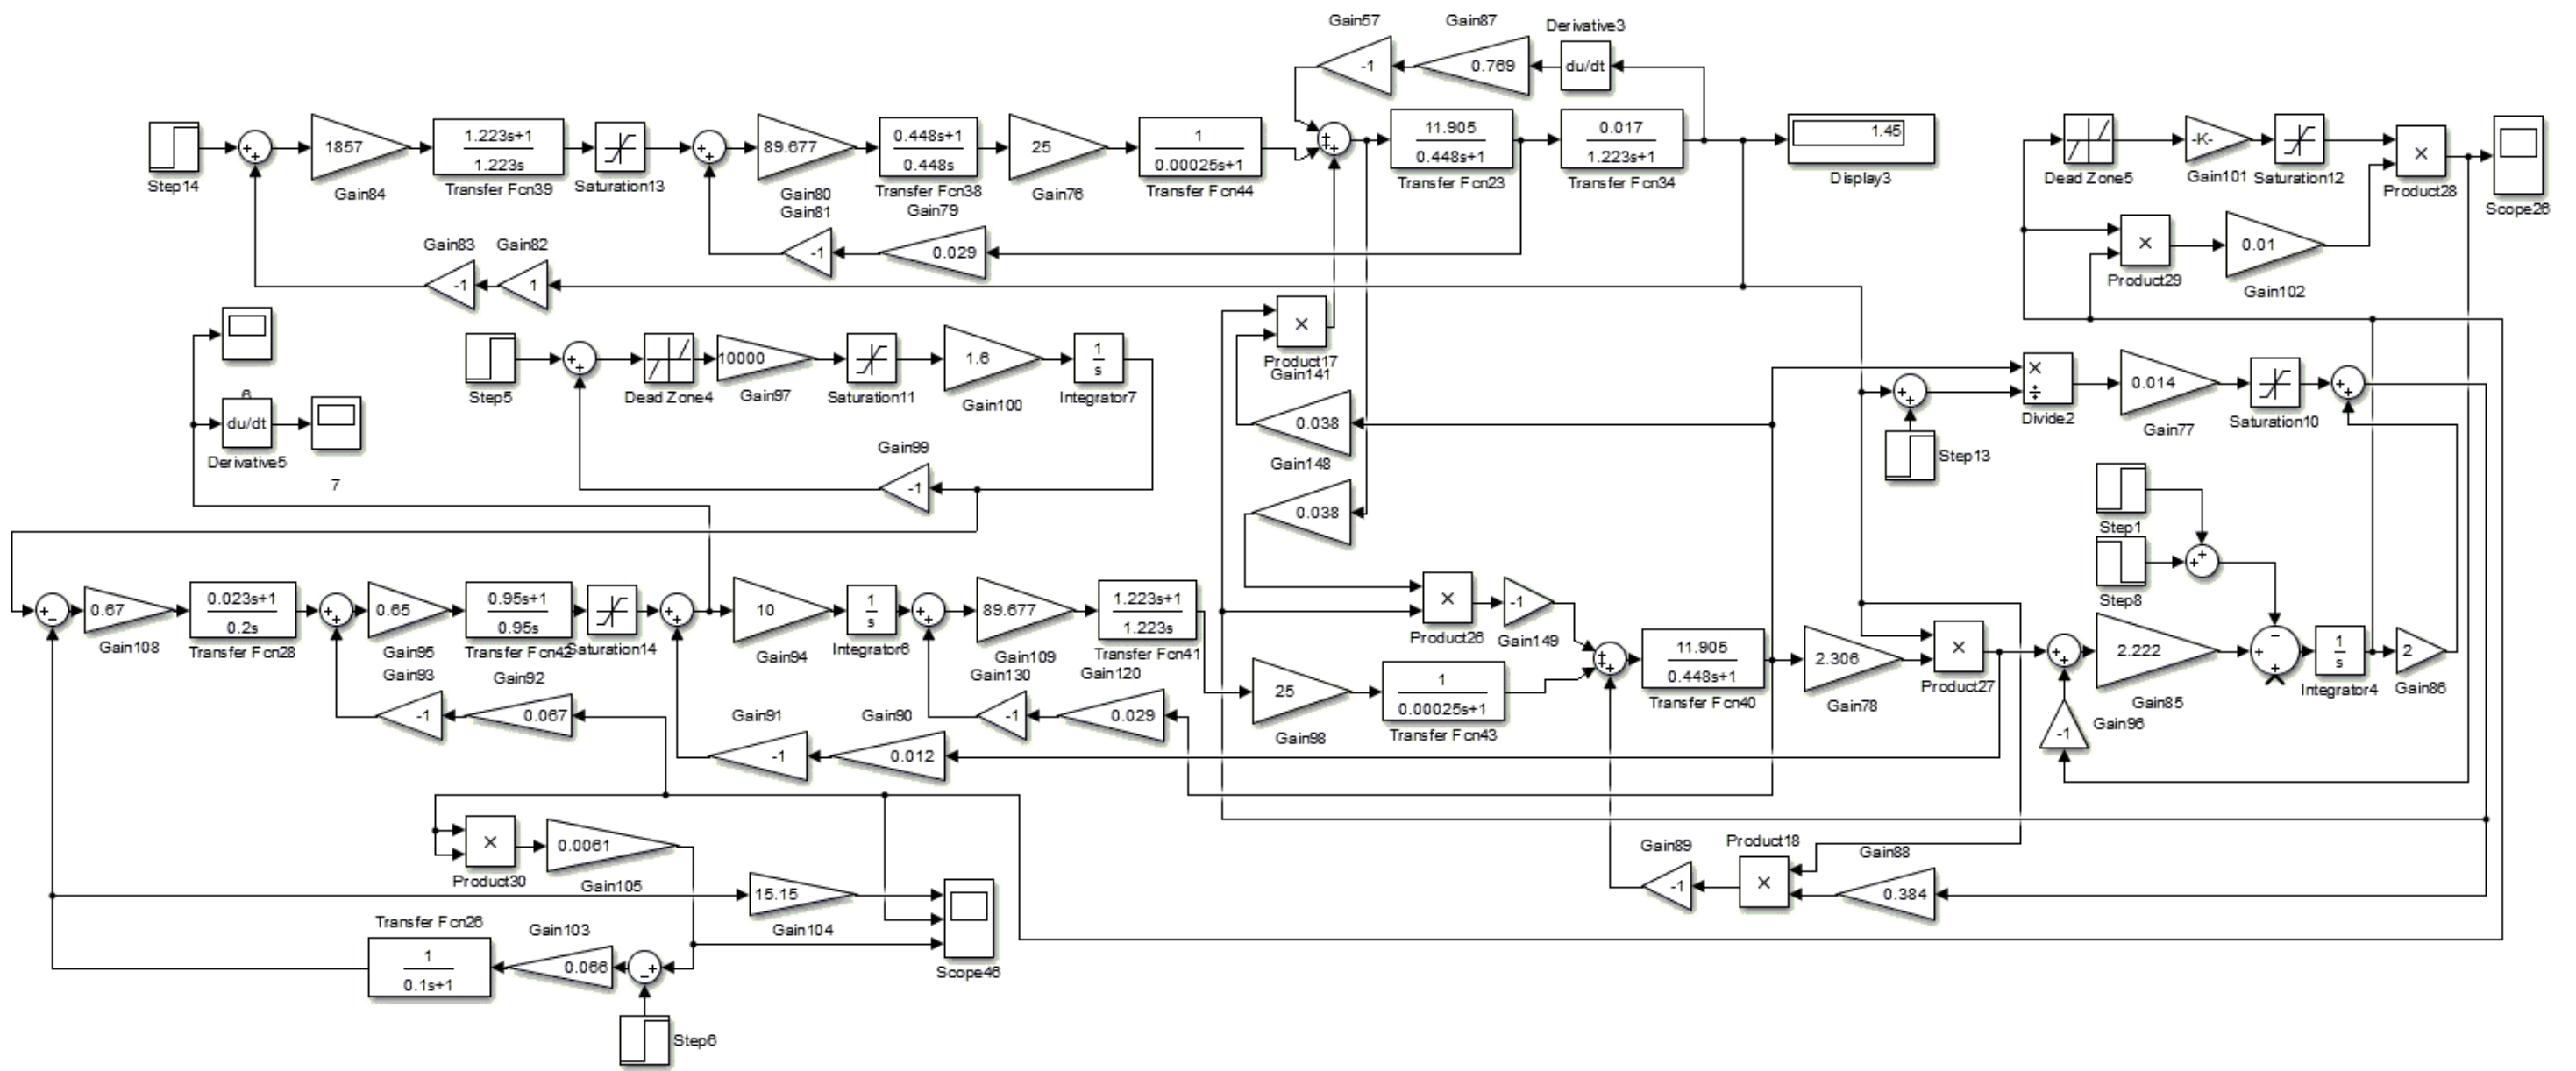 Gain57
Gain87
Derivative3
-1
0.769
du/dt
Step14
+
+
1857
Gain84
1.223s+1
1.223s
Transfer Fcn39
Saturation13
+
+
89.677
Gain80
0.448s+1
0.448s
Transfer Fcn38
25
Gain76
1
0.00025s+1
Transfer Fcn44
+
+
+
11.905
0.448s+1
Transfer Fcn23
0.017
1.223s+1
Transfer Fcn34
1.45
Display3
Dead Zone5
-K-
Gain101
Saturation12
×
Product28
Scope26
Gain81
-1
Gain79
0.029
Gain83
-1
Gain82
1
×
Product29
0.01
Gain102
6
du/dt
Derivative5
7
Step5
+
+
Dead Zone4
10000
Gain97
Saturation11
1.6
Gain100
1
s
Integrator7
Gain99
-1
×
Product17
Gain141
0.038
Gain148
0.038
+
+
Step13
×
÷
Divide2
0.014
Gain77
Saturation10
+
+
Step1
Step8
+
+
+
−
0.67
Gain108
0.023s+1
0.2s
Transfer Fcn28
+
+
0.65
Gain95
0.95s+1
0.95s
Transfer Fcn42
Saturation14
+
+
10
Gain94
1
s
Integrator6
+
+
89.677
Gain109
1.223s+1
1.223s
Transfer Fcn41
×
Product26
-1
Gain149
25
Gain98
1
0.00025s+1
Transfer Fcn43
+
+
+
11.905
0.448s+1
Transfer Fcn40
2.306
Gain78
×
Product27
+
+
2.222
Gain85
−
+
+
1
s
Integrator4
2
Gain86
Gain93
-1
Gain92
0.067
Gain91
-1
Gain90
0.012
Gain130
-1
Gain120
0.029
-1
Gain96
×
Product30
0.0061
Gain105
15.15
Gain104
Scope46
Gain89
-1
Product18
×
Gain88
0.384
Transfer Fcn26
1
0.1s+1
Gain103
0.066
−
+
Step6